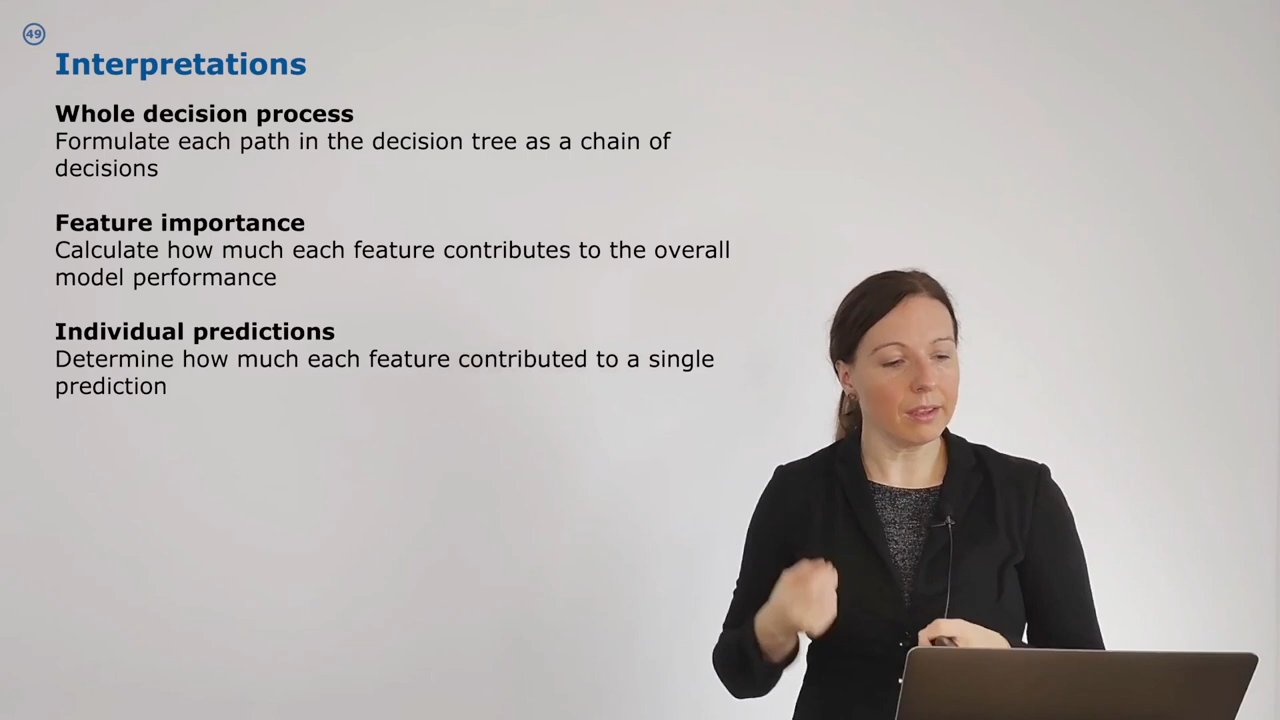 49
Interpretations
Whole decision process
Formulate each path in the decision tree as a chain of
decisions
Feature importance
Calculate how much each feature contributes to the overall
model performance
Individual predictions
Determine how much each feature contributed to a single
prediction